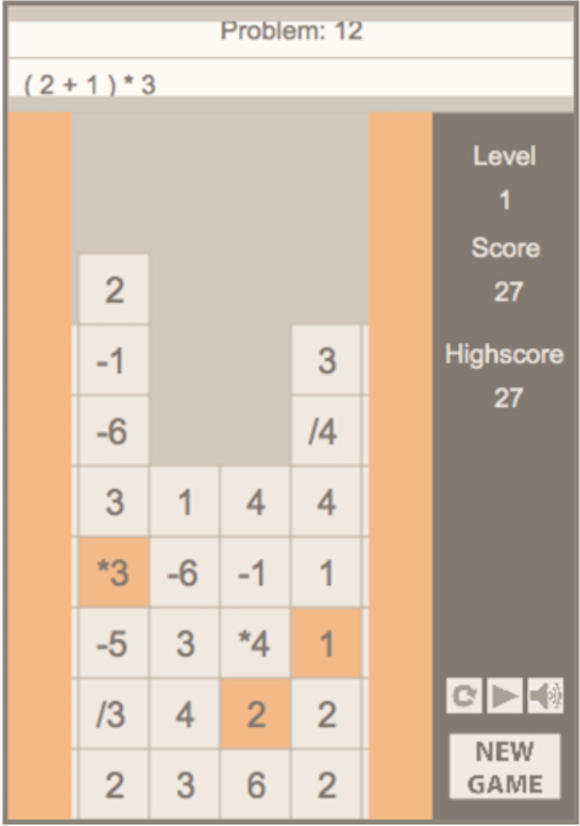 Problem: 12
( 2 + 1 ) * 3
Level
1
Score
27
Highscore
27
2
-1 3
-6 /4
3 1 4 4
*3 -6 -1 1
-5 3 *4 1
/3 4 2 2
2 3 6 2
NEW
GAME